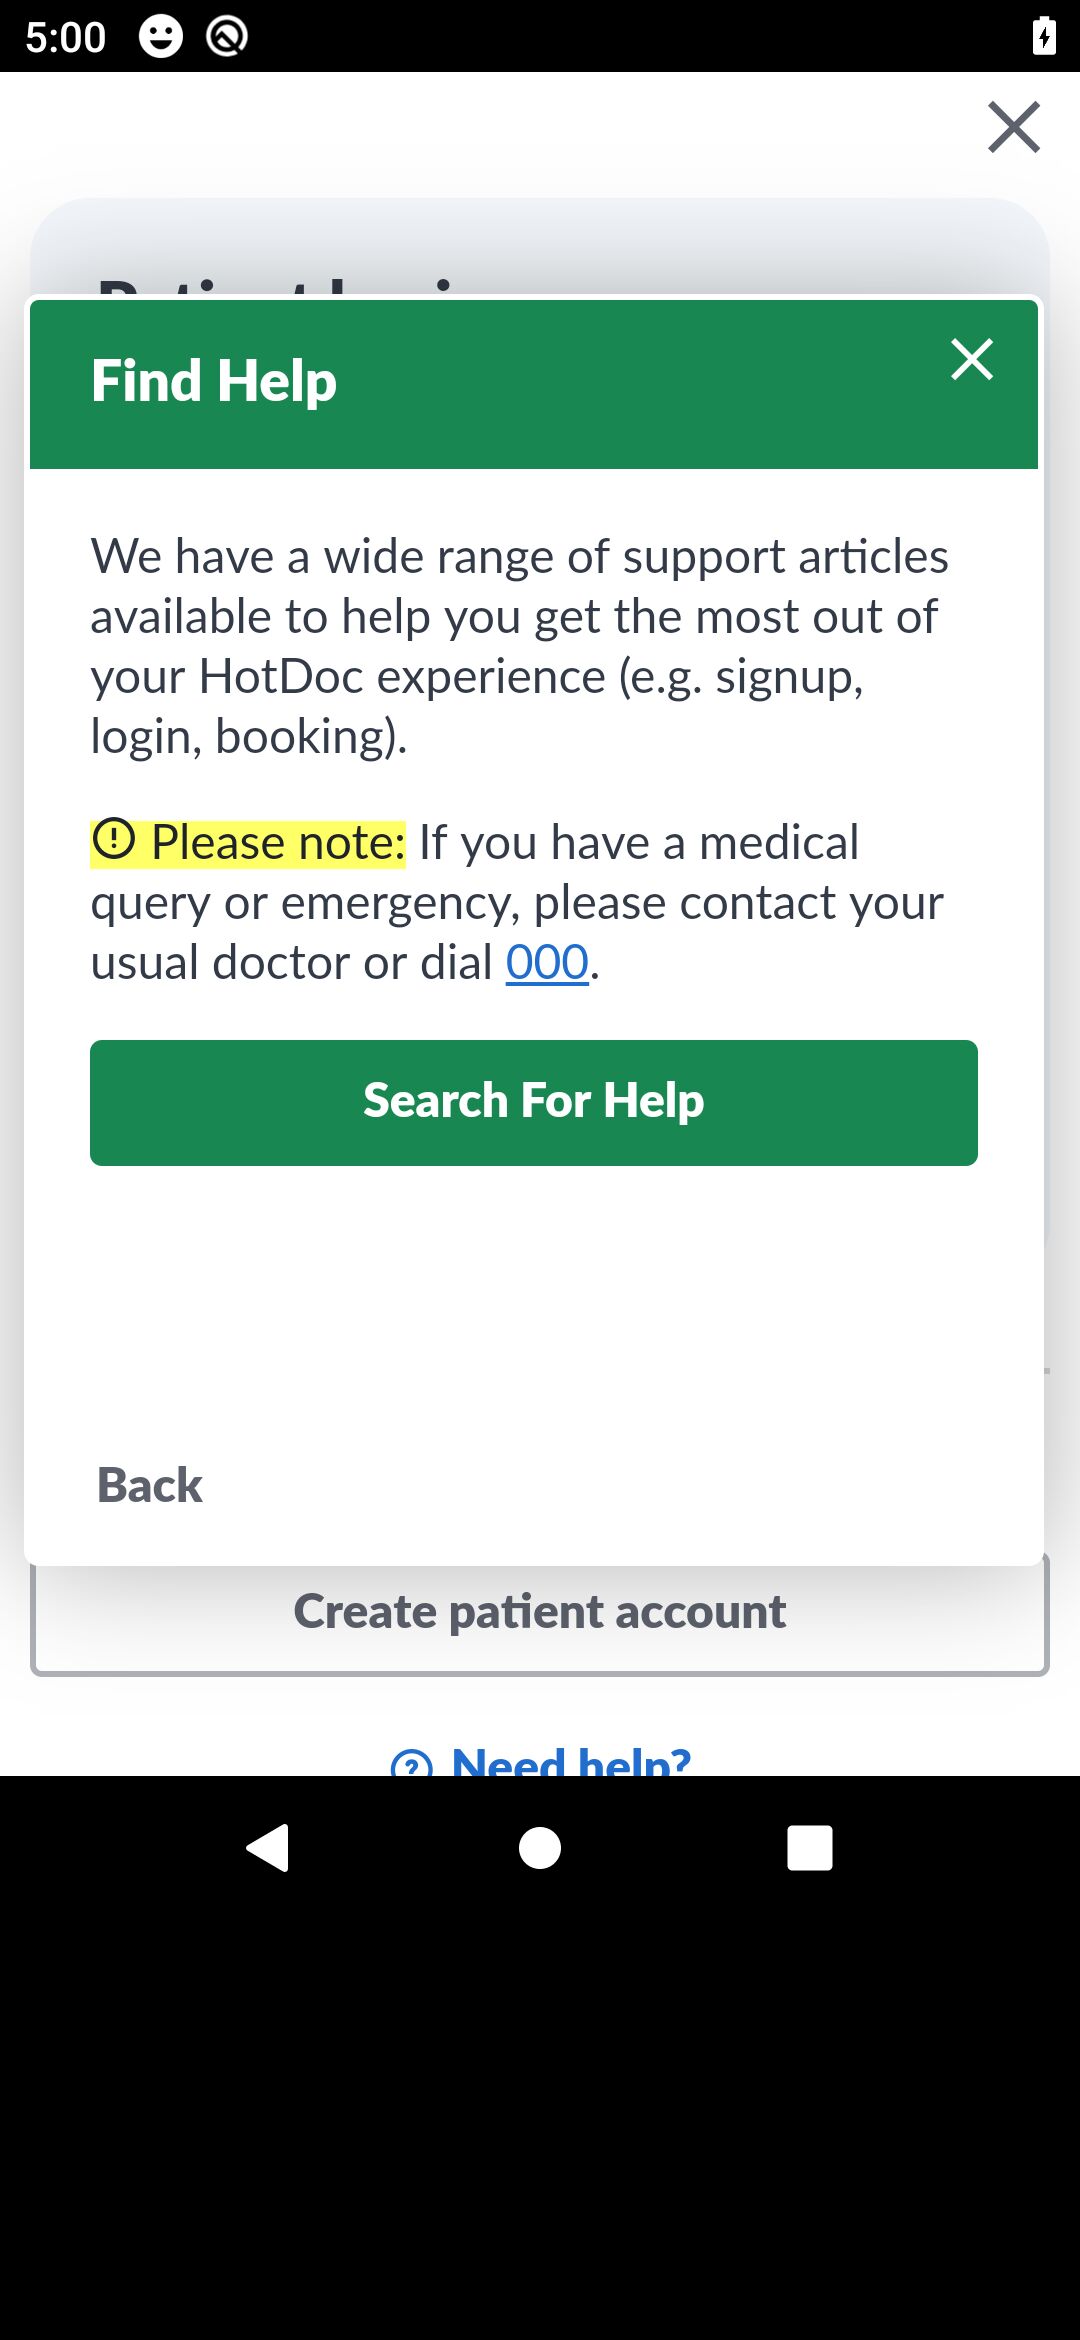 5:00
Find Help
We have a wide range of support articles
available to help you get the most out of
your HotDoc experience (e.g. signup,
login, booking).
Please note: If you have a medical
query or emergency, please contact your
usual doctor or dial 000.
Search For Help
Back
Create patient account
Need help?